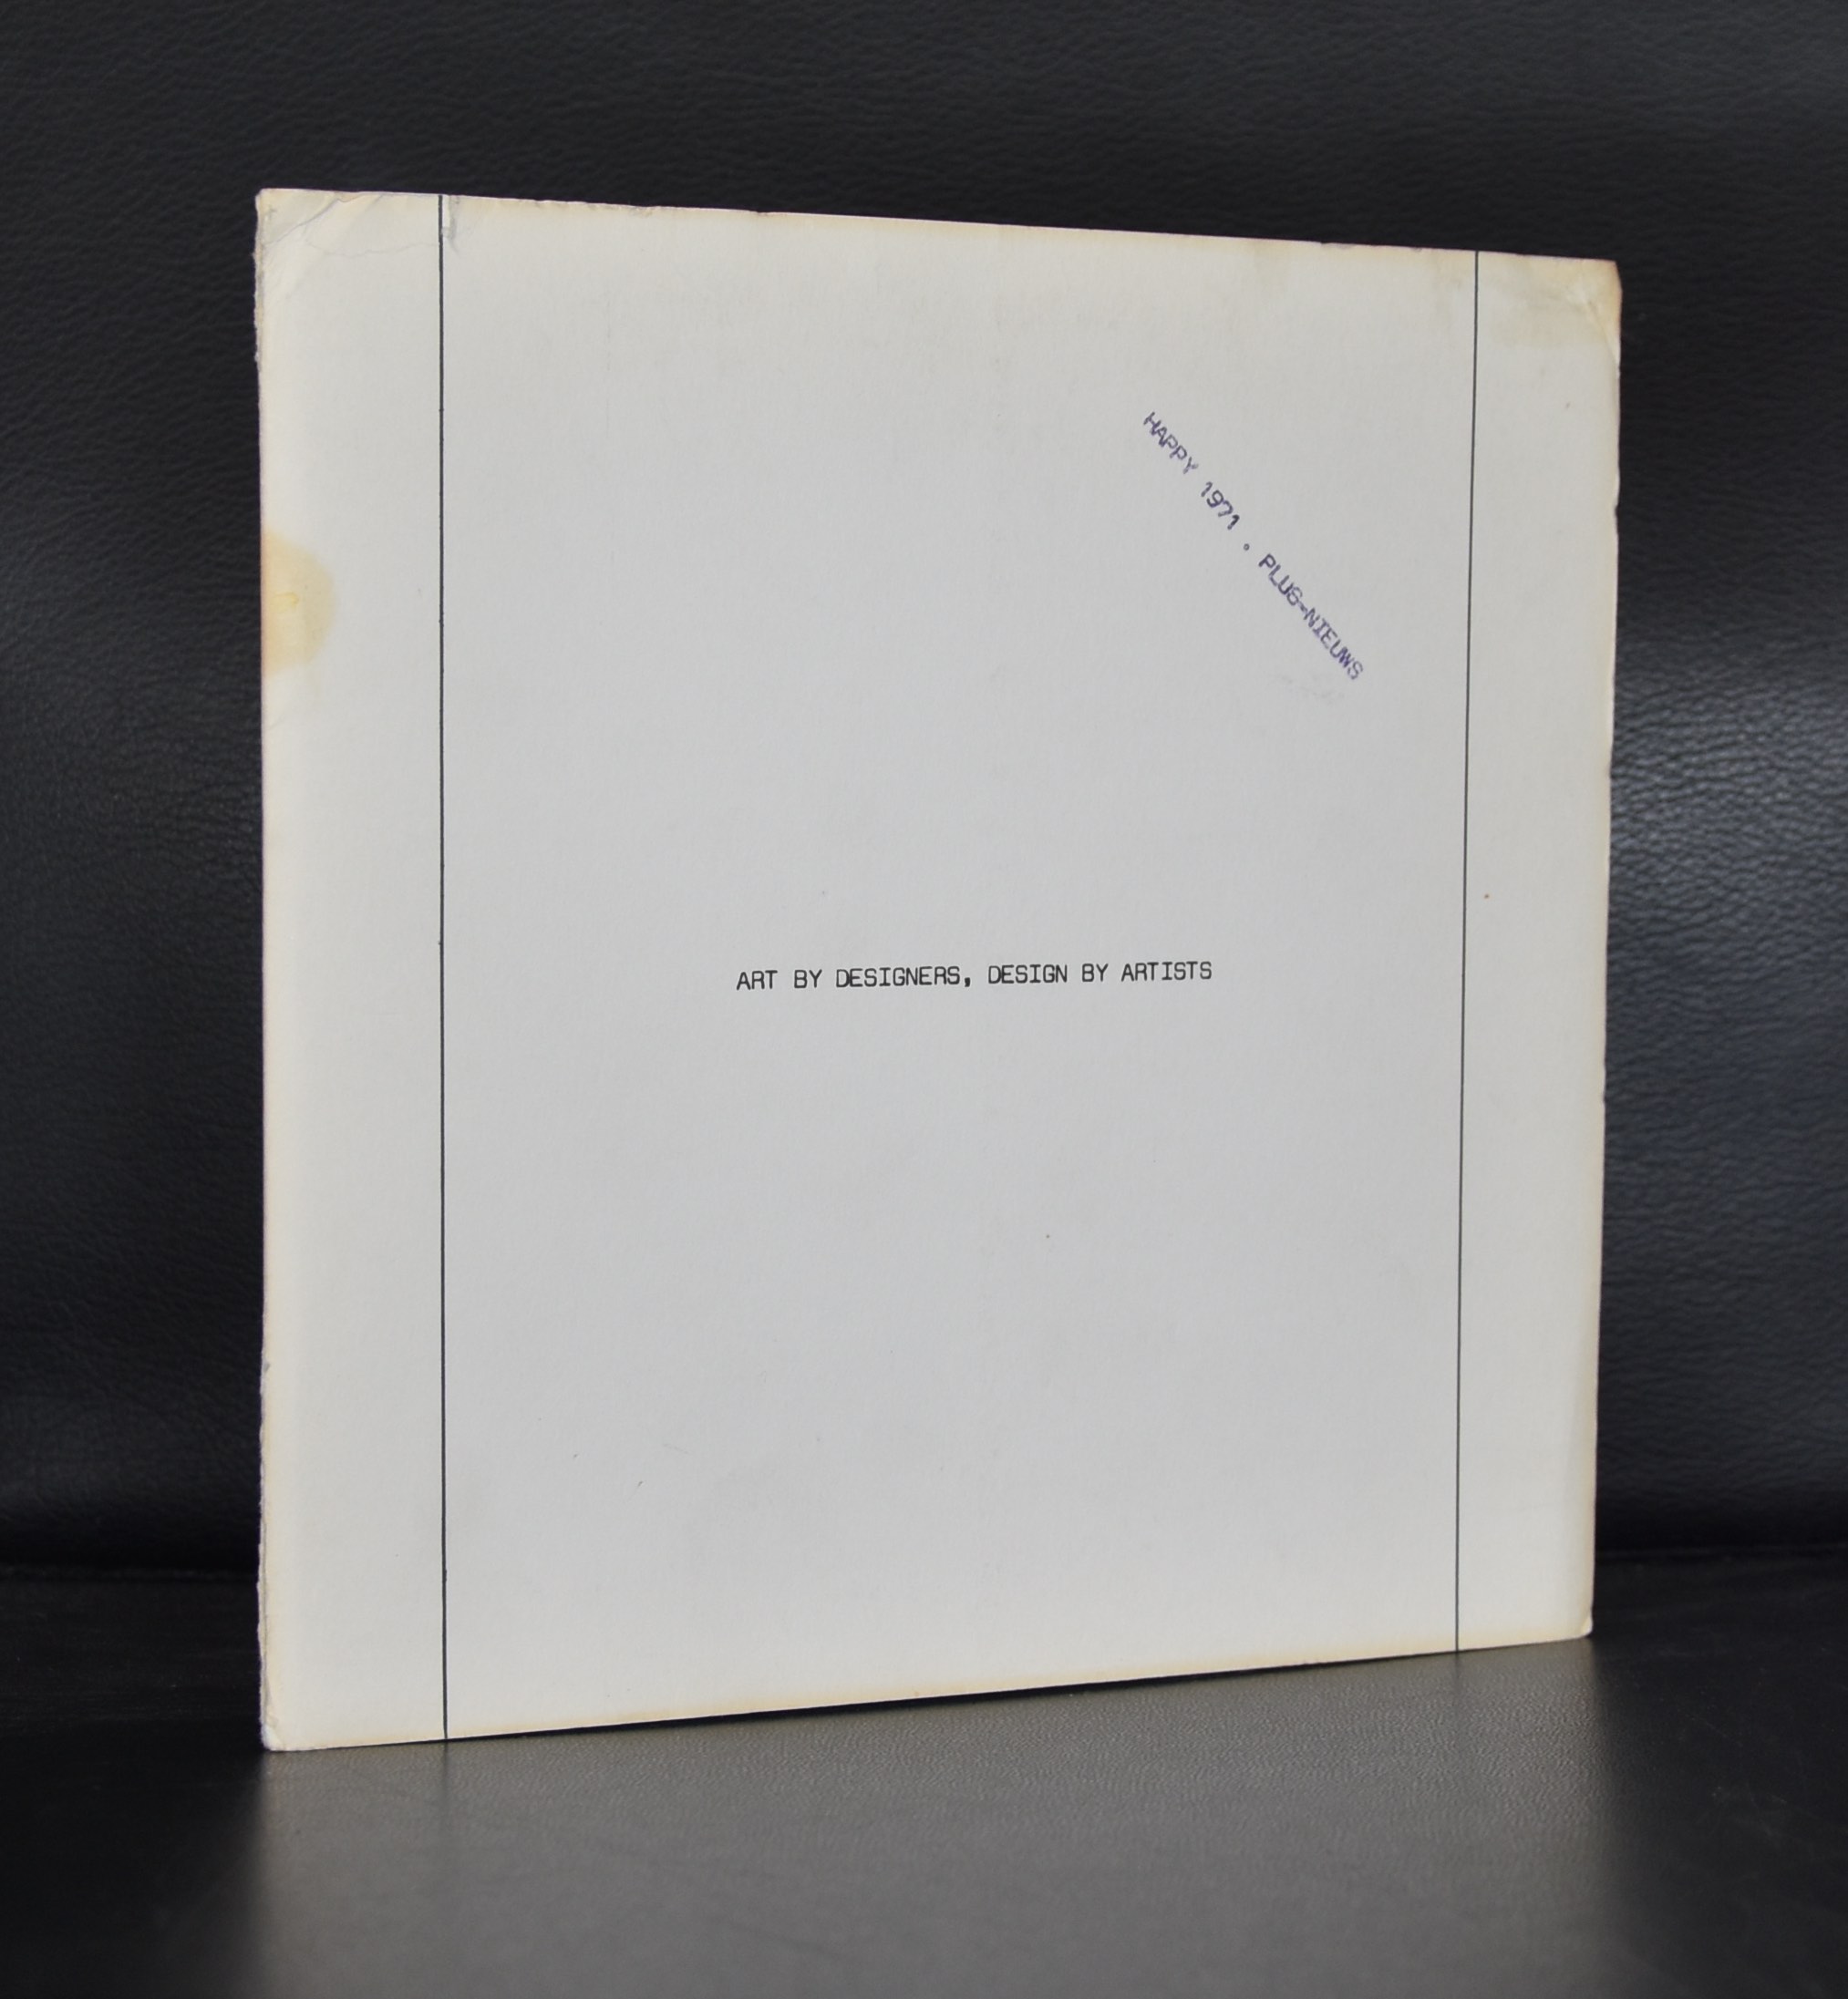 HAPPY 1971 . PLUG-NIEUWS
ART BY DESIGNERS, DESIGN BY ARTISTS